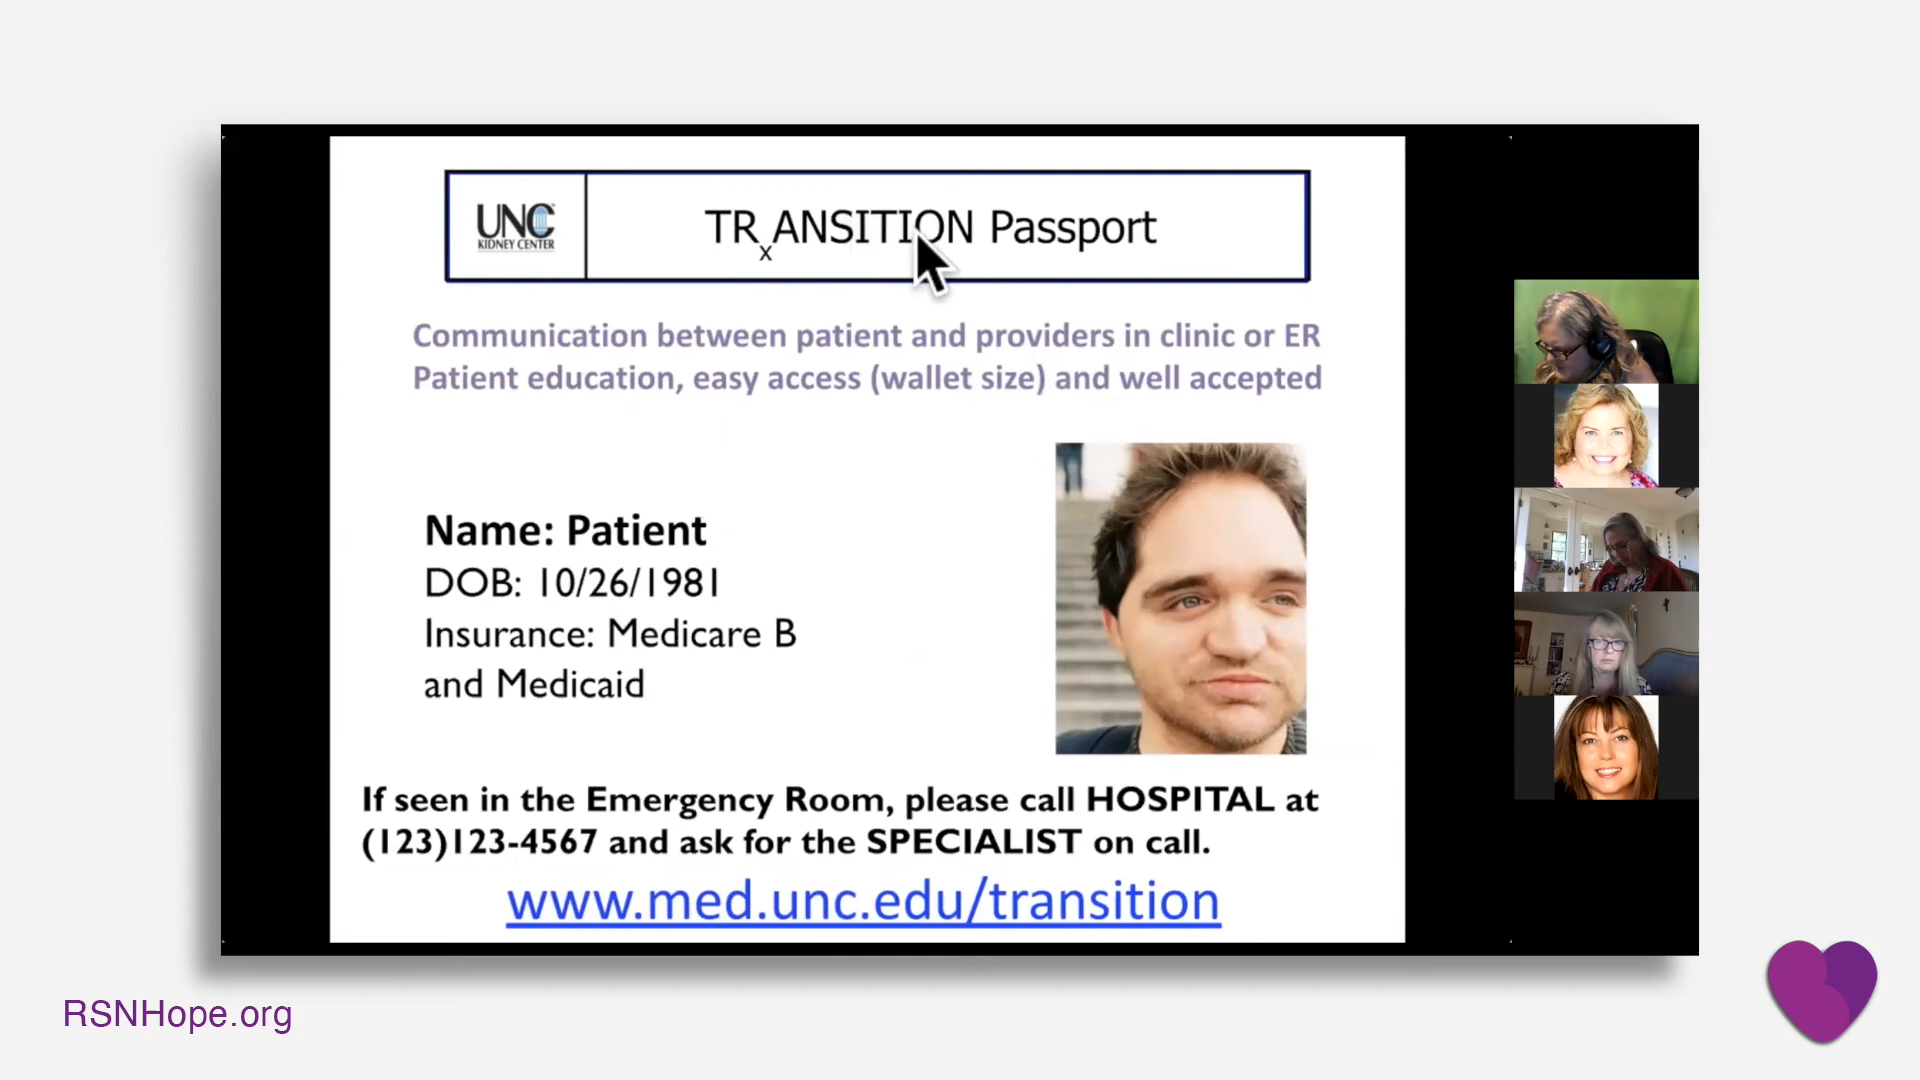 UNC
KIDNEY CENTER
TRxANSITION Passport
Communication between patient and providers in clinic or ER
Patient education, easy access (wallet size) and well accepted
Name: Patient
DOB: 10/26/1981
Insurance: Medicare B
and Medicaid
If seen in the Emergency Room, please call HOSPITAL at
(123)123-4567 and ask for the SPECIALIST on call.
www.med.unc.edu/transition
RSNHope.org